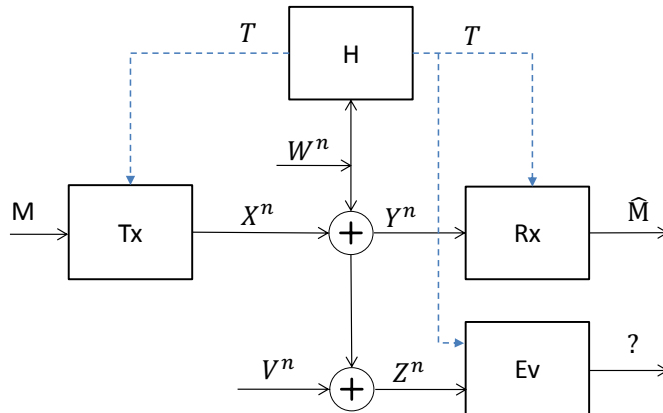 T H T
W^n
M Tx X^n + Y^n Rx M̂
V^n + Z^n Ev ?